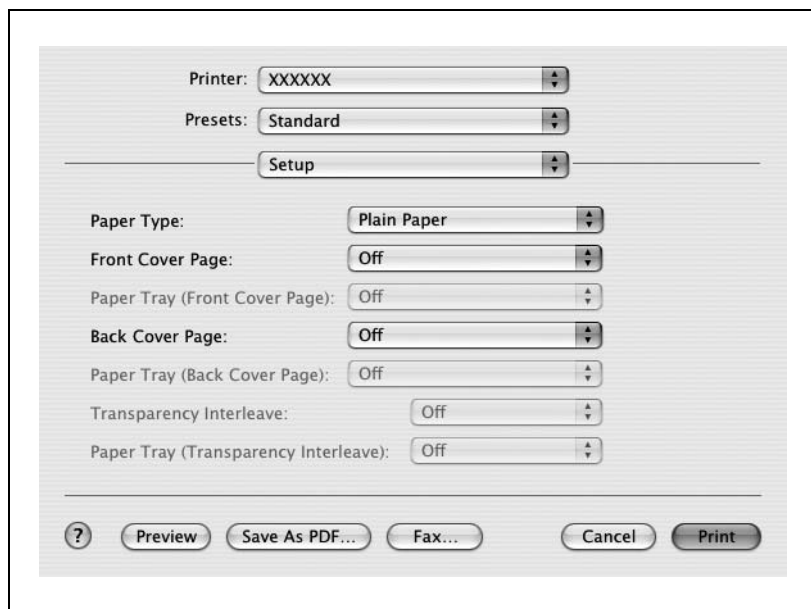 Printer: XXXXXX
Presets: Standard
Setup
Paper Type: Plain Paper
Front Cover Page: Off
Paper Tray (Front Cover Page): Off
Back Cover Page: Off
Paper Tray (Back Cover Page): Off
Transparency Interleave: Off
Paper Tray (Transparency Interleave): Off
? Preview Save As PDF... Fax... Cancel Print